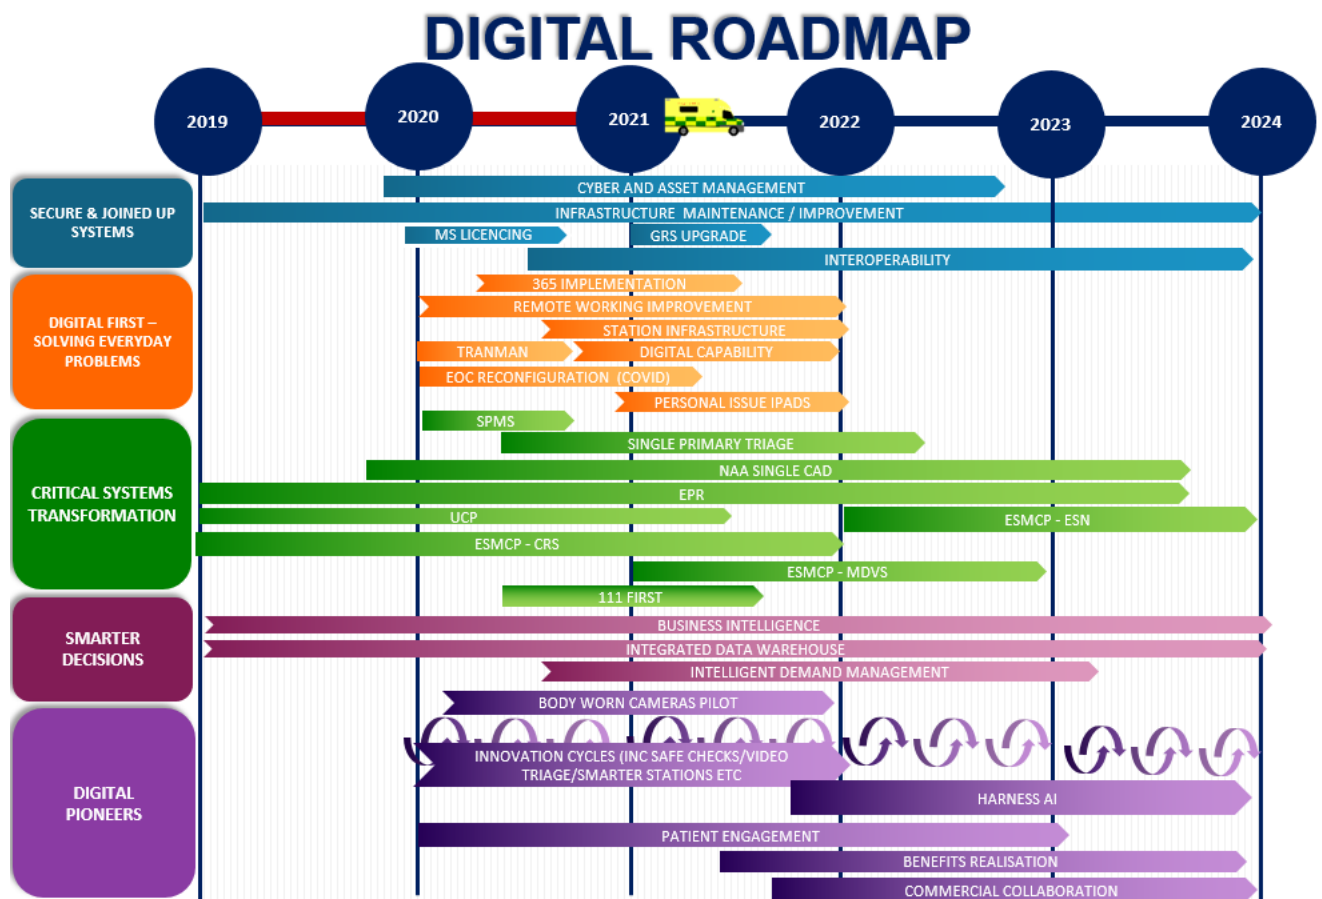 DIGITAL ROADMAP
2019
2020
2021
2022
2023
2024
SECURE & JOINED UP
SYSTEMS
CYBER AND ASSET MANAGEMENT
INFRASTRUCTURE MAINTENANCE / IMPROVEMENT
MS LICENCING
GRS UPGRADE
INTEROPERABILITY
DIGITAL FIRST –
SOLVING EVERYDAY
PROBLEMS
365 IMPLEMENTATION
REMOTE WORKING IMPROVEMENT
STATION INFRASTRUCTURE
TRANMAN
DIGITAL CAPABILITY
EOC RECONFIGURATION (COVID)
PERSONAL ISSUE IPADS
CRITICAL SYSTEMS
TRANSFORMATION
SPMS
SINGLE PRIMARY TRIAGE
NAA SINGLE CAD
EPR
UCP
ESMCP - ESN
ESMCP - CRS
ESMCP - MDVS
111 FIRST
SMARTER
DECISIONS
BUSINESS INTELLIGENCE
INTEGRATED DATA WAREHOUSE
INTELLIGENT DEMAND MANAGEMENT
DIGITAL
PIONEERS
BODY WORN CAMERAS PILOT
INNOVATION CYCLES (INC SAFE CHECKS/VIDEO
TRIAGE/SMARTER STATIONS ETC
HARNESS AI
PATIENT ENGAGEMENT
BENEFITS REALISATION
COMMERCIAL COLLABORATION